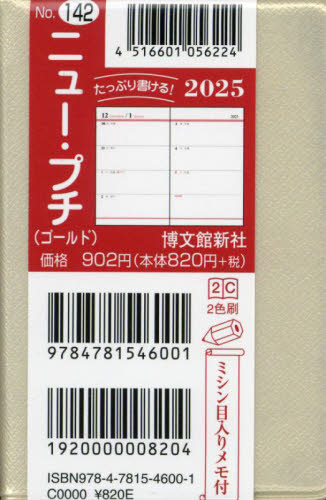 No. 142
4 516601 056224
ニュー・プチ
(ゴールド)
たっぷり書ける!
2025
12 / 1
2025
博文館新社
価格 902円(本体820円+税)
2C
2色刷
9784781546001
ミシン目入りメモ付
1920000008204
ISBN978-4-7815-4600-1
C0000 ¥820E